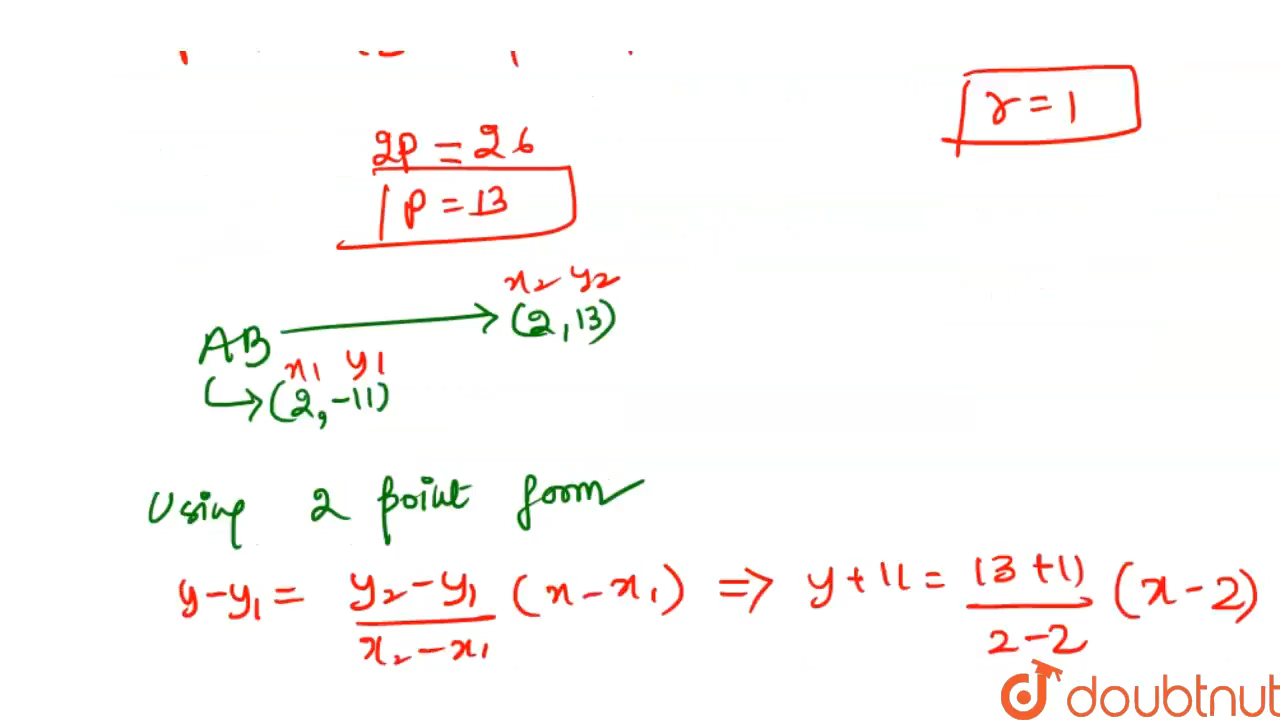 r = 1
2p = 26
p = 13
x₂ y₂
(2, 13)
AB
x₁ y₁
(2, -11)
Using 2 point form
y - y₁ = y₂ - y₁ / x₂ - x₁ (x - x₁) ⇒ y + 11 = 13 + 11 / 2 - 2 (x - 2)
doubtnut